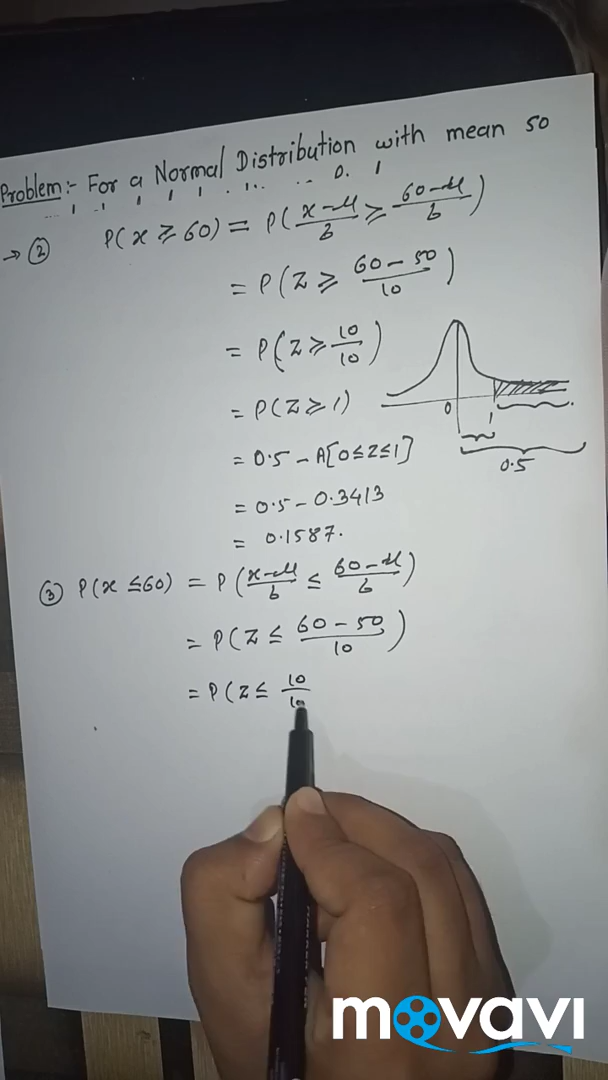 Problem:- For a Normal Distribution with mean 50
→ ② P(x ≥ 60) = P(x-μ/σ ≥ 60-μ/σ)
= P(Z ≥ 60-50/10)
= P(Z ≥ 10/10)
= P(Z ≥ 1)
= 0.5 - A[0≤Z≤1]
= 0.5 - 0.3413
= 0.1587.
0 1
0.5
③ P(x ≤ 60) = P(x-μ/σ ≤ 60-μ/σ)
= P(Z ≤ 60-50/10)
= P(Z ≤ 10/10
movavi